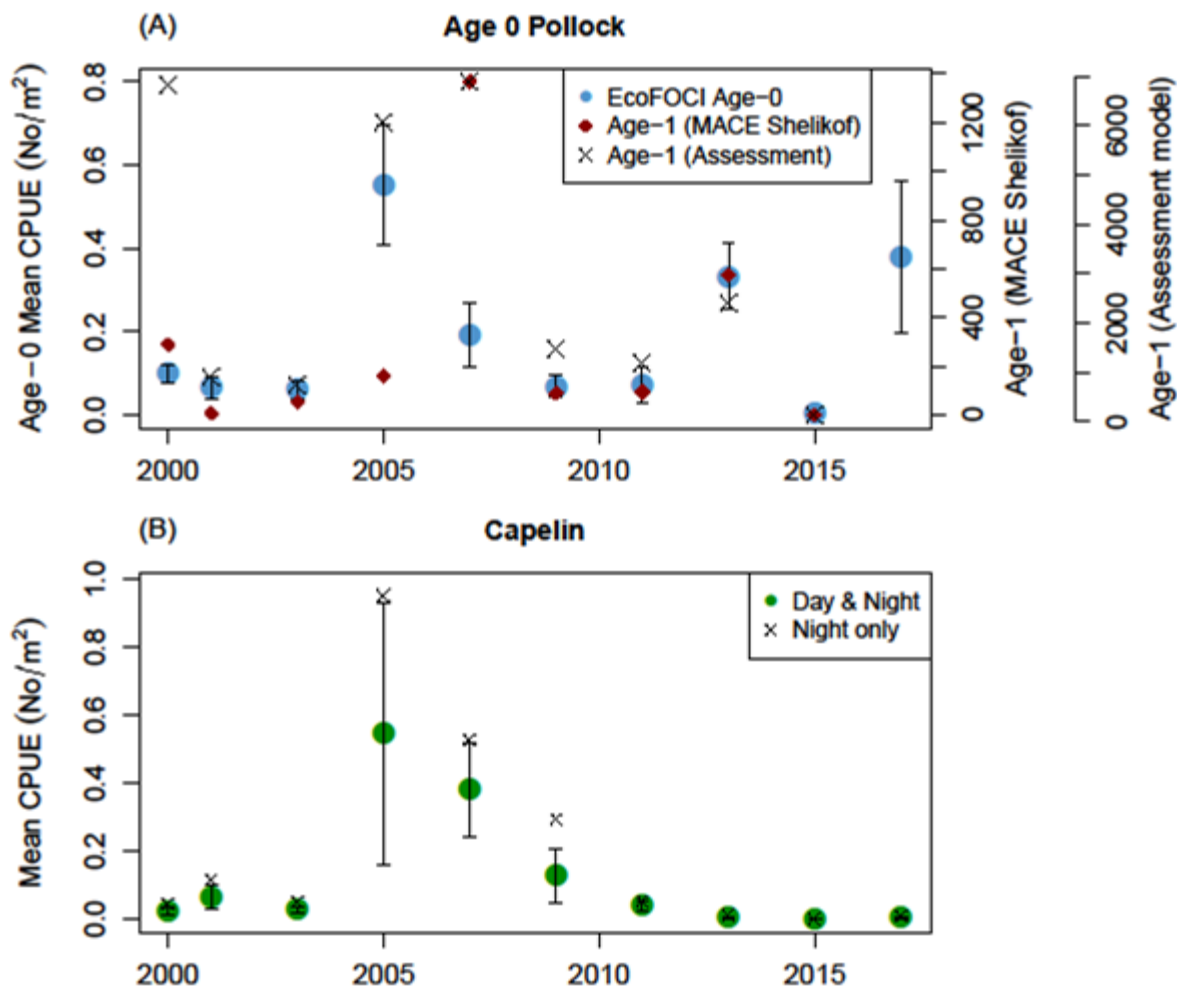 (A)
Age 0 Pollock
Age-0 Mean CPUE (No/m²)
0.8
0.6
0.4
0.2
0.0
EcoFOCI Age-0
Age-1 (MACE Shelikof)
Age-1 (Assessment)
1200
800
400
0
Age-1 (MACE Shelikof)
6000
4000
2000
0
Age-1 (Assessment model)
2000 2005 2010 2015
(B)
Capelin
Mean CPUE (No/m²)
1.0
0.8
0.6
0.4
0.2
0.0
Day & Night
Night only
2000 2005 2010 2015